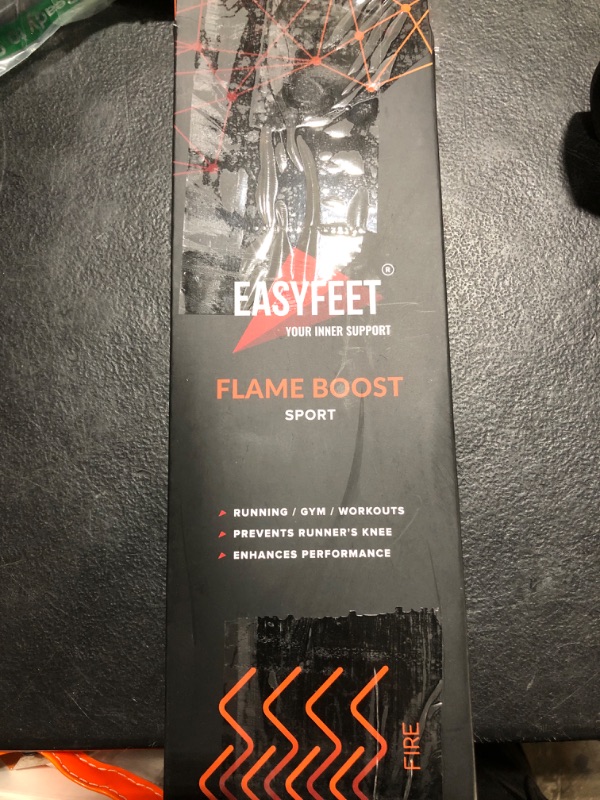 EASYFEET ®
YOUR INNER SUPPORT
FLAME BOOST
SPORT
RUNNING / GYM / WORKOUTS
PREVENTS RUNNER'S KNEE
ENHANCES PERFORMANCE
FIRE